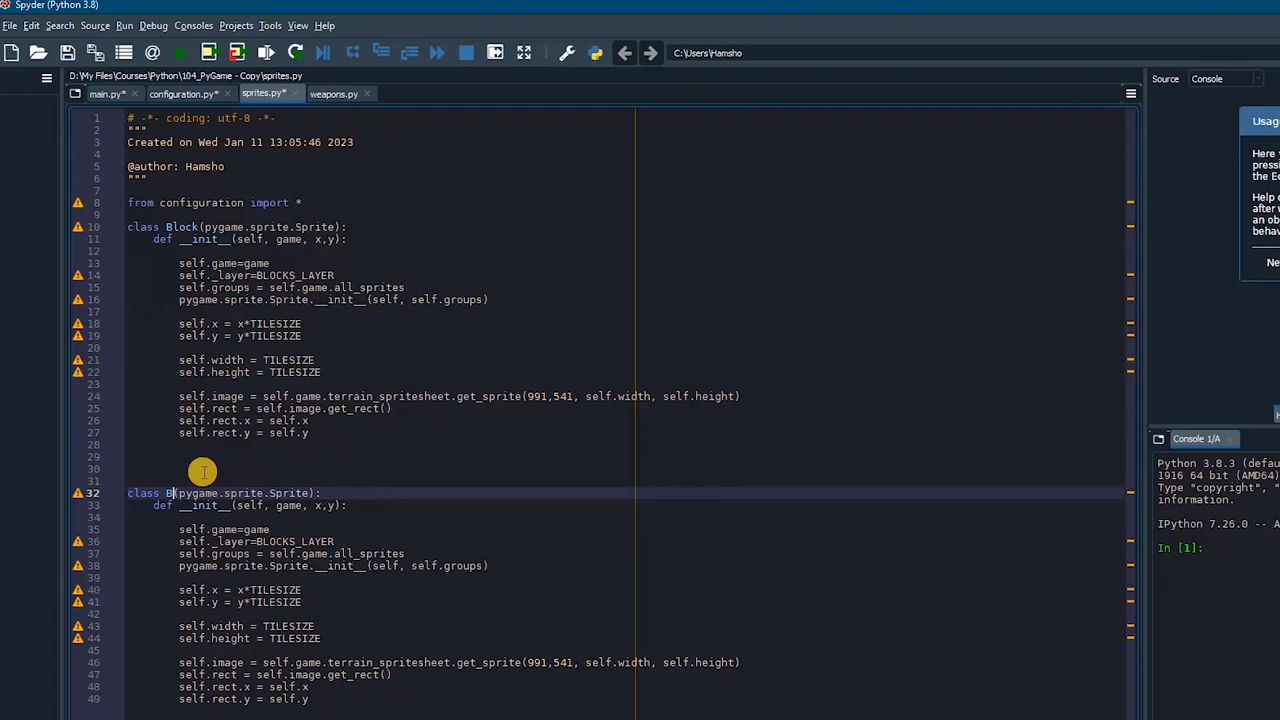 Spyder (Python 3.8)
File Edit Search Source Run Debug Consoles Projects Tools View Help
C:\Users\Hamsho
D:\My Files\Courses\Python\104_PyGame - Copy\sprites.py
Source Console
main.py* configuration.py* sprites.py* weapons.py
1 # -*- coding: utf-8 -*-
2 """
3 Created on Wed Jan 11 13:05:46 2023
4
5 @author: Hamsho
6 """
7
8 from configuration import *
9
10 class Block(pygame.sprite.Sprite):
11 def __init__(self, game, x,y):
12
13 self.game=game
14 self._layer=BLOCKS_LAYER
15 self.groups = self.game.all_sprites
16 pygame.sprite.Sprite.__init__(self, self.groups)
17
18 self.x = x*TILESIZE
19 self.y = y*TILESIZE
20
21 self.width = TILESIZE
22 self.height = TILESIZE
23
24 self.image = self.game.terrain_spritesheet.get_sprite(991,541, self.width, self.height)
25 self.rect = self.image.get_rect()
26 self.rect.x = self.x
27 self.rect.y = self.y
28
29
30
31
32 class B(pygame.sprite.Sprite):
33 def __init__(self, game, x,y):
34
35 self.game=game
36 self._layer=BLOCKS_LAYER
37 self.groups = self.game.all_sprites
38 pygame.sprite.Sprite.__init__(self, self.groups)
39
40 self.x = x*TILESIZE
41 self.y = y*TILESIZE
42
43 self.width = TILESIZE
44 self.height = TILESIZE
45
46 self.image = self.game.terrain_spritesheet.get_sprite(991,541, self.width, self.height)
47 self.rect = self.image.get_rect()
48 self.rect.x = self.x
49 self.rect.y = self.y
Usag
Here y
pressi
the Ec
Help c
after w
an ob
behav
Ne
Console 1/A
Python 3.8.3 (defau
1916 64 bit (AMD64)
Type "copyright", "
information.
IPython 7.26.0 -- A
In [1]: